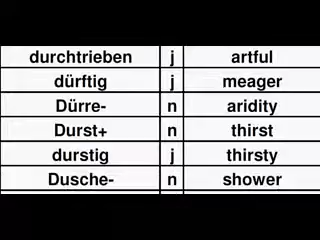 durchtrieben j artful
dürftig j meager
Dürre- n aridity
Durst+ n thirst
durstig j thirsty
Dusche- n shower